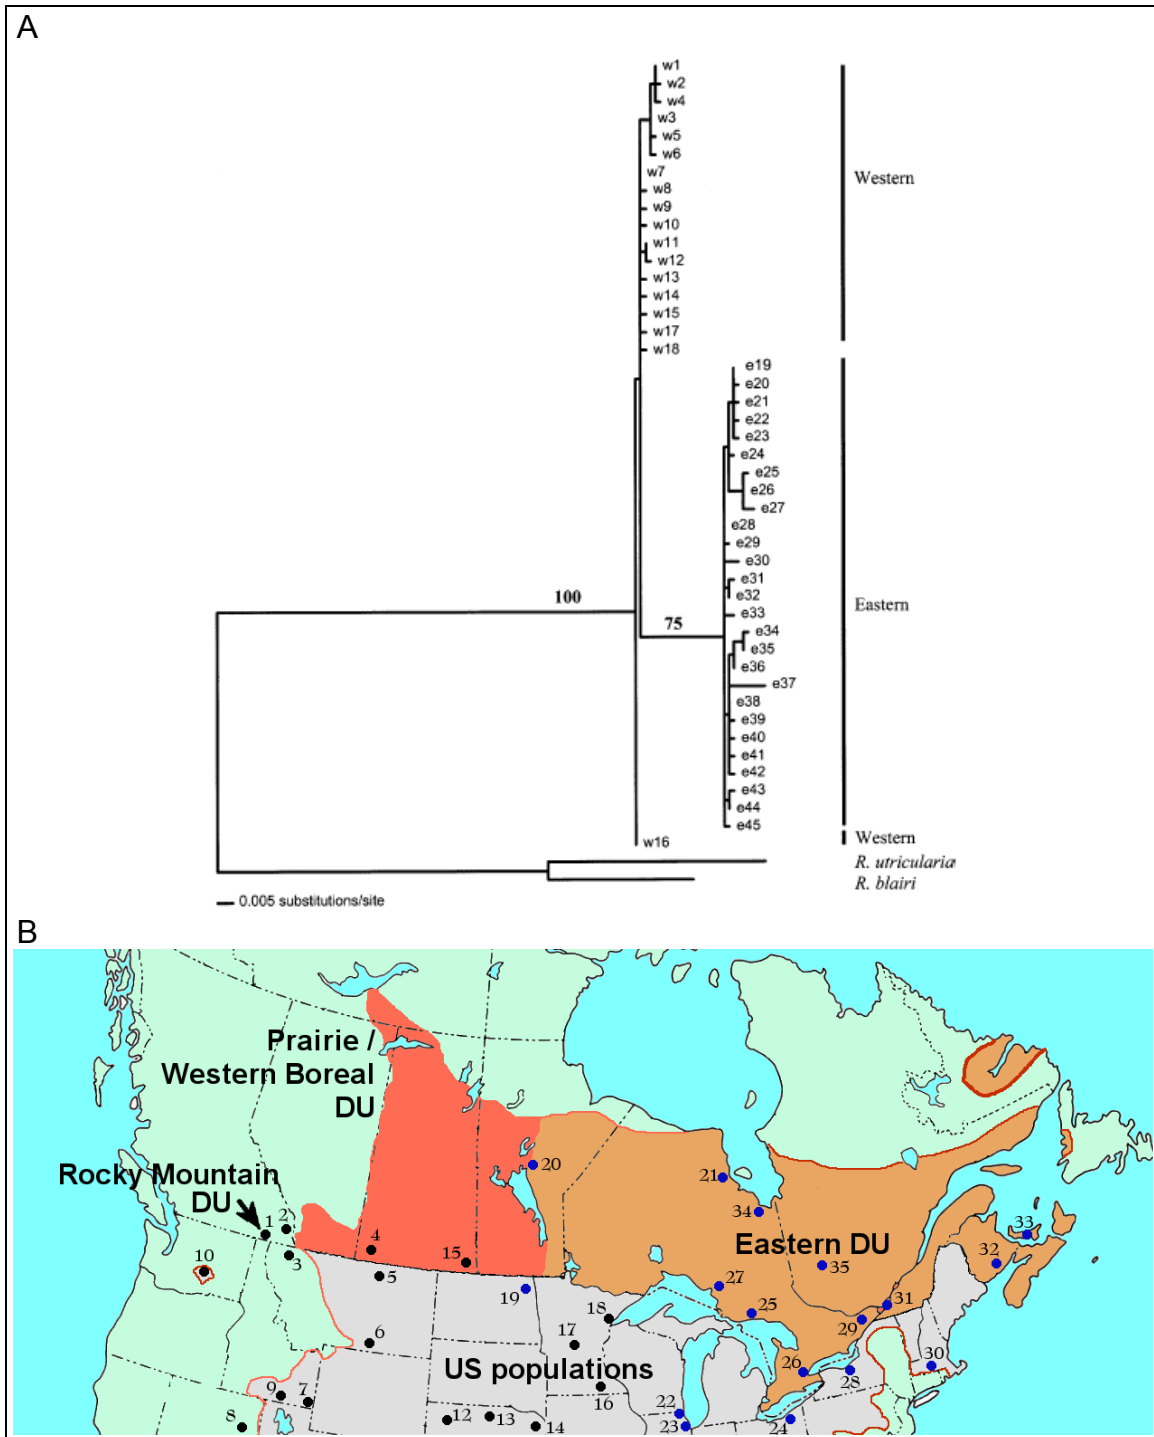 A
w1
w2
w4
w3
w5
w6
w7
w8
w9
w10
w11
w12
w13
w14
w15
w17
w18
Western
e19
e20
e21
e22
e23
e24
e25
e26
e27
e28
e29
e30
e31
e32
e33
e34
e35
e36
e37
e38
e39
e40
e41
e42
e43
e44
e45
Eastern
100
75
w16
Western
R. utricularia
R. blairi
0.005 substitutions/site
B
Prairie /
Western Boreal
DU
Rocky Mountain
DU
Eastern DU
US populations
1
2
3
4
5
6
7
8
9
10
12
13
14
15
16
17
18
19
20
21
22
23
24
25
26
27
28
29
30
31
32
33
34
35